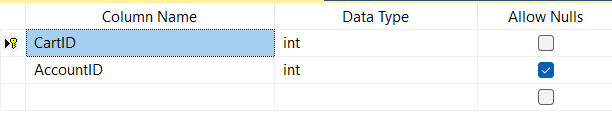 Column Name Data Type Allow Nulls
CartID int
AccountID int